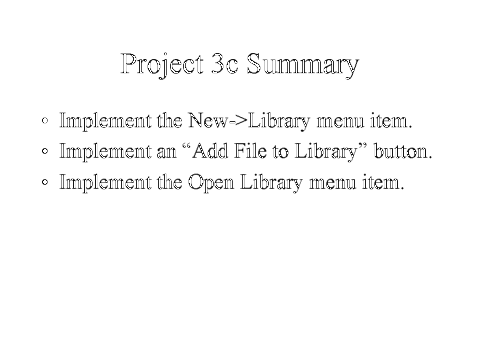 Project 3c Summary
◦ Implement the New->Library menu item.
◦ Implement an “Add File to Library” button.
◦ Implement the Open Library menu item.